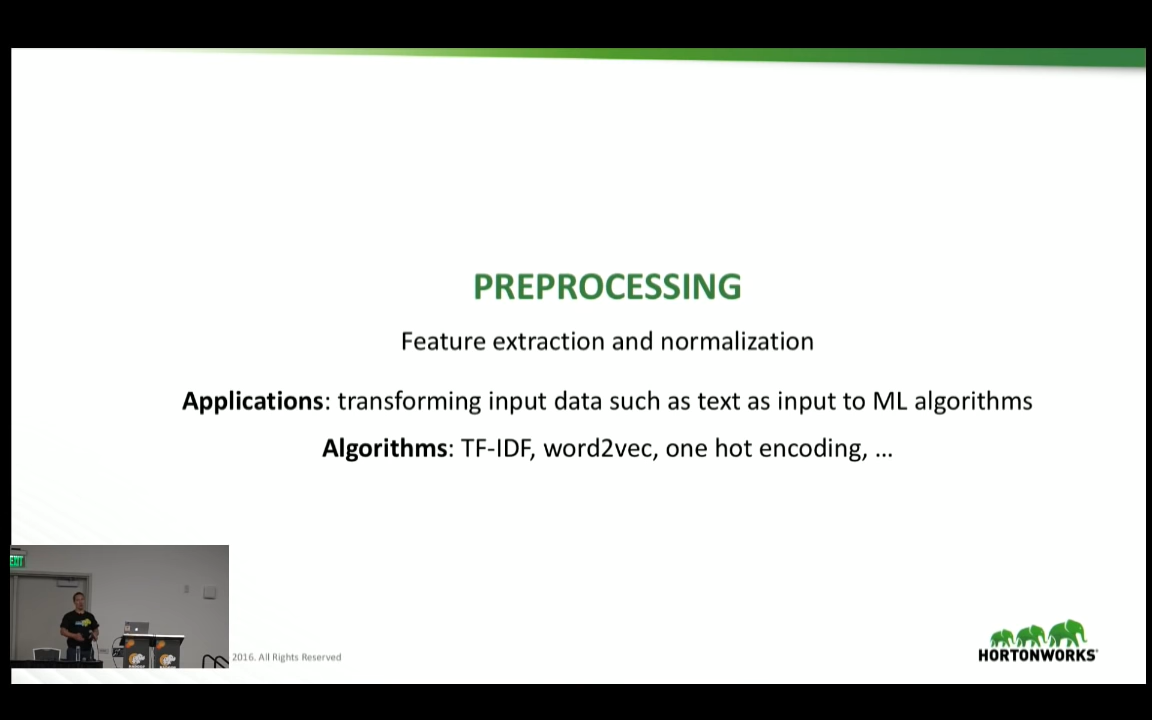 PREPROCESSING
Feature extraction and normalization
Applications: transforming input data such as text as input to ML algorithms
Algorithms: TF-IDF, word2vec, one hot encoding, ...
2016. All Rights Reserved
HORTONWORKS